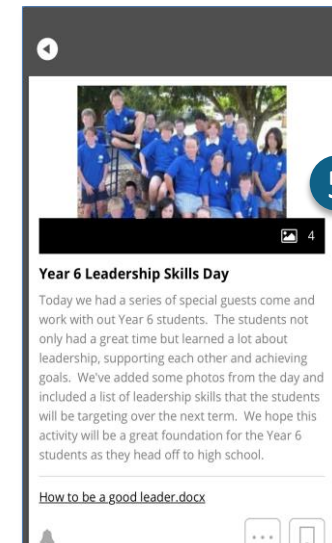 5
4
Year 6 Leadership Skills Day
Today we had a series of special guests come and
work with out Year 6 students. The students not
only had a great time but learned a lot about
leadership, supporting each other and achieving
goals. We've added some photos from the day and
included a list of leadership skills that the students
will be targeting over the next term. We hope this
activity will be a great foundation for the Year 6
students as they head off to high school.
How to be a good leader.docx